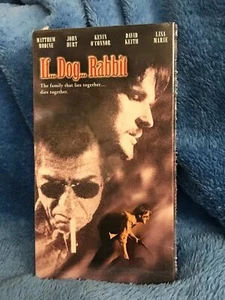 MATTHEW JOHN KEVIN DAVID LISA
MODINE HURT O'CONNOR KEITH MARIE
If... Dog... Rabbit
The family that lies together...
dies together.